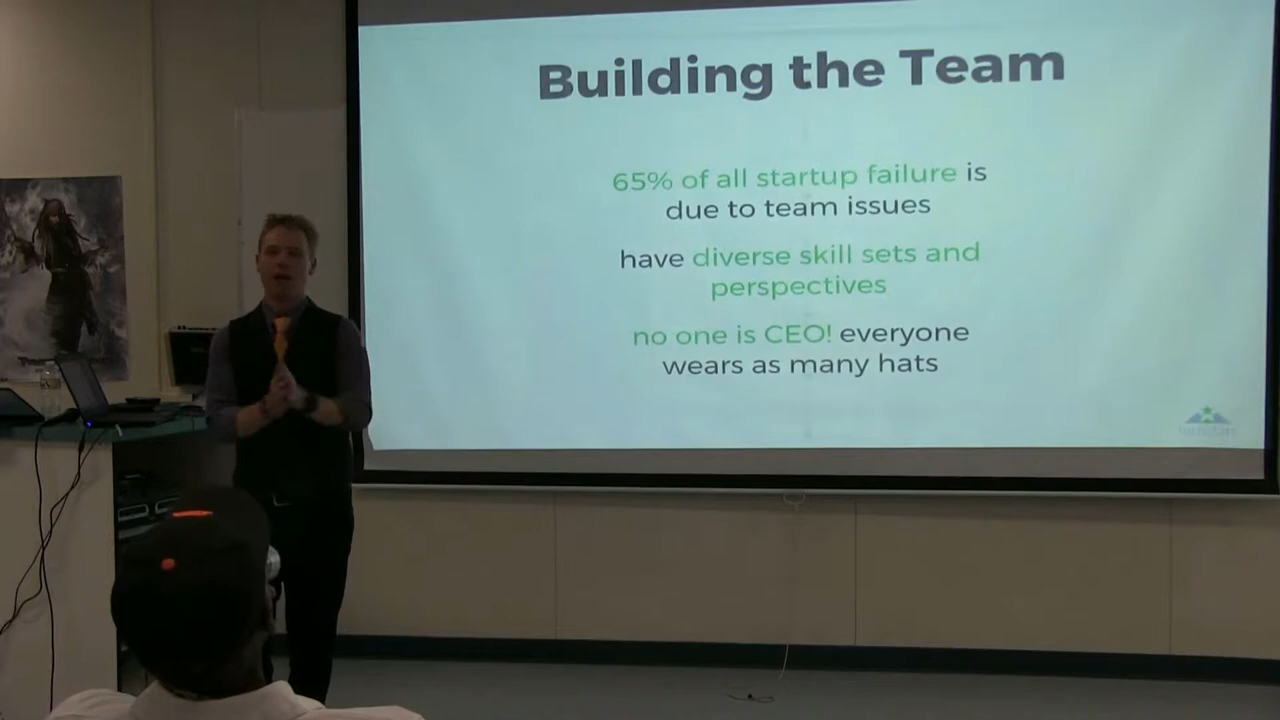 Building the Team
65% of all startup failure is
due to team issues
have diverse skill sets and
perspectives
no one is CEO! everyone
wears as many hats